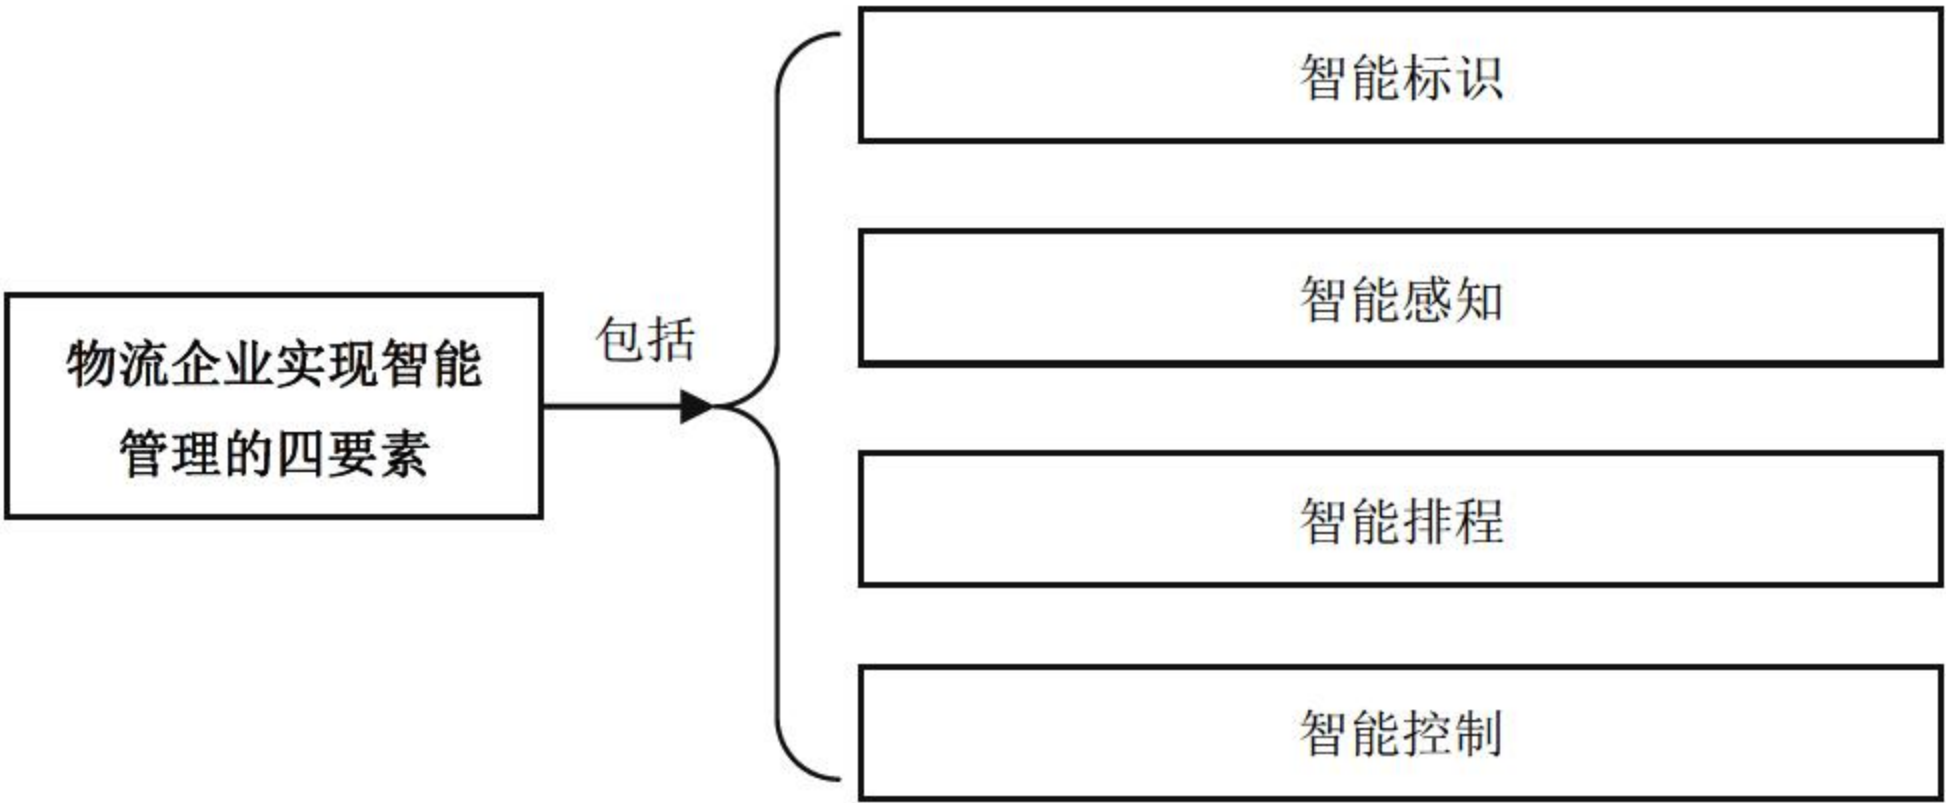 物流企业实现智能
管理的四要素
包括
智能标识
智能感知
智能排程
智能控制